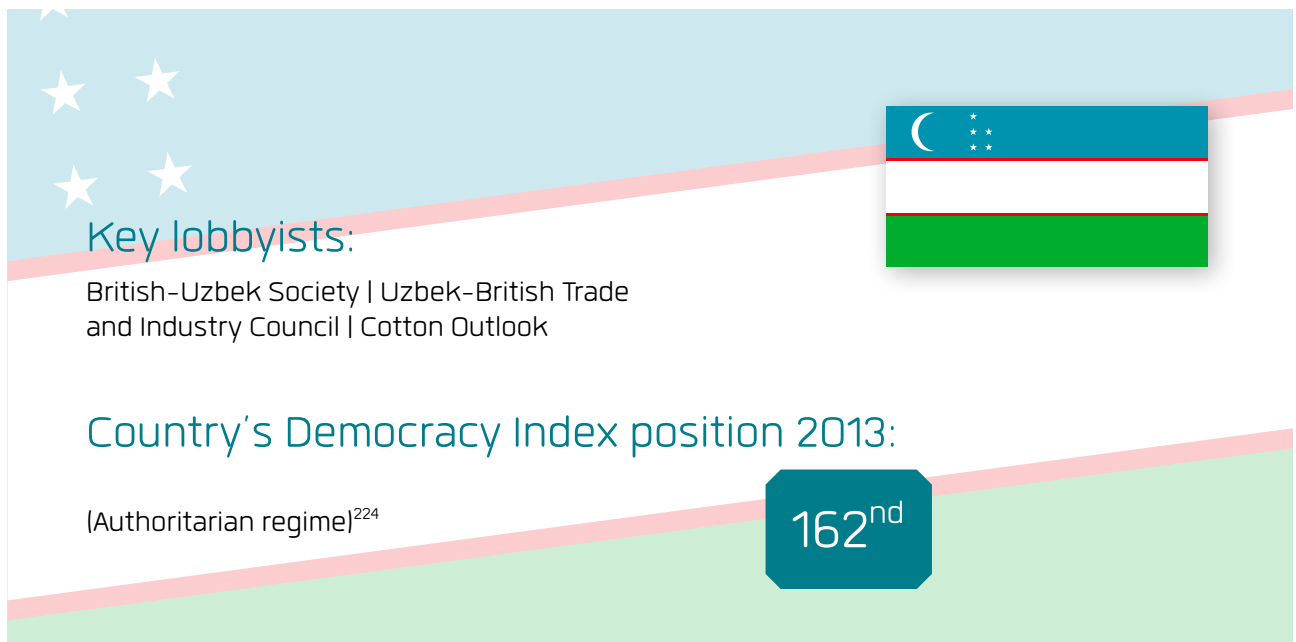 Key lobbyists:
British-Uzbek Society | Uzbek-British Trade
and Industry Council | Cotton Outlook
Country's Democracy Index position 2013:
(Authoritarian regime)224
162nd